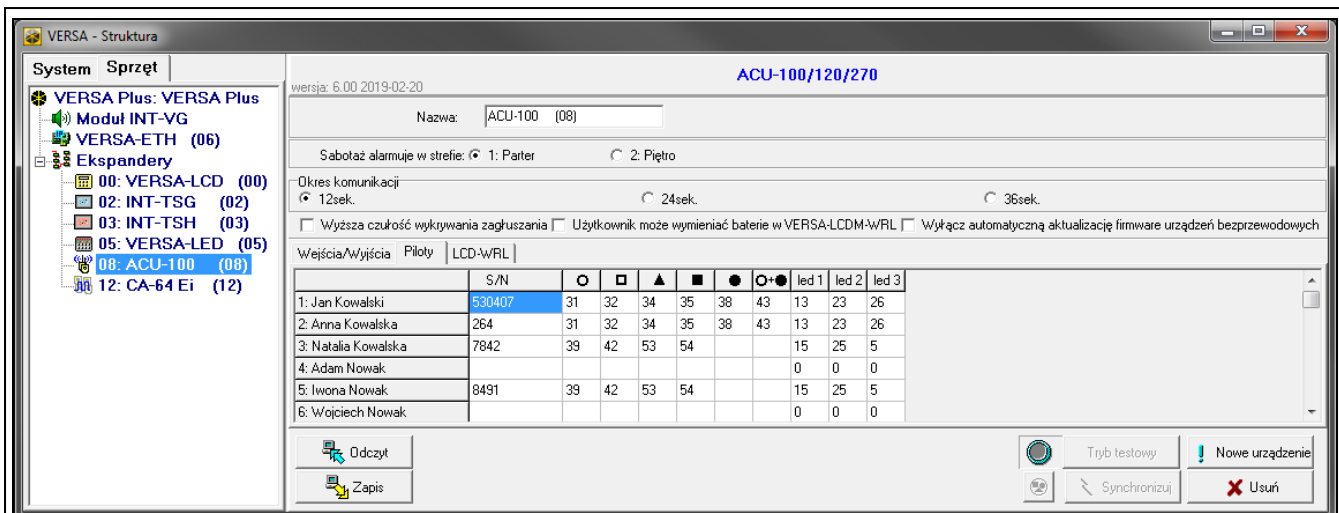 VERSA - Struktura
System Sprzęt
VERSA Plus: VERSA Plus
Moduł INT-VG
VERSA-ETH (06)
Ekspandery
00: VERSA-LCD (00)
02: INT-TSG (02)
03: INT-TSH (03)
05: VERSA-LED (05)
08: ACU-100 (08)
12: CA-64 Ei (12)
ACU-100/120/270
wersja: 6.00 2019-02-20
Nazwa: ACU-100 (08)
Sabotaż alarmuje w strefie: 1: Parter 2: Piętro
Okres komunikacji
12sek. 24sek. 36sek.
Wyższa czułość wykrywania zagłuszania Użytkownik może wymieniać baterie w VERSA-LCDM-WRL Wyłącz automatyczną aktualizację firmware urządzeń bezprzewodowych
Wejścia/Wyjścia Piloty LCD-WRL
S/N led 1 led 2 led 3
1: Jan Kowalski 530407 31 32 34 35 38 43 13 23 26
2: Anna Kowalska 264 31 32 34 35 38 43 13 23 26
3: Natalia Kowalska 7842 39 42 53 54 15 25 5
4: Adam Nowak 0 0 0
5: Iwona Nowak 8491 39 42 53 54 15 25 5
6: Wojciech Nowak 0 0 0
Odczyt Tryb testowy Nowe urządzenie
Zapis Synchronizuj Usuń